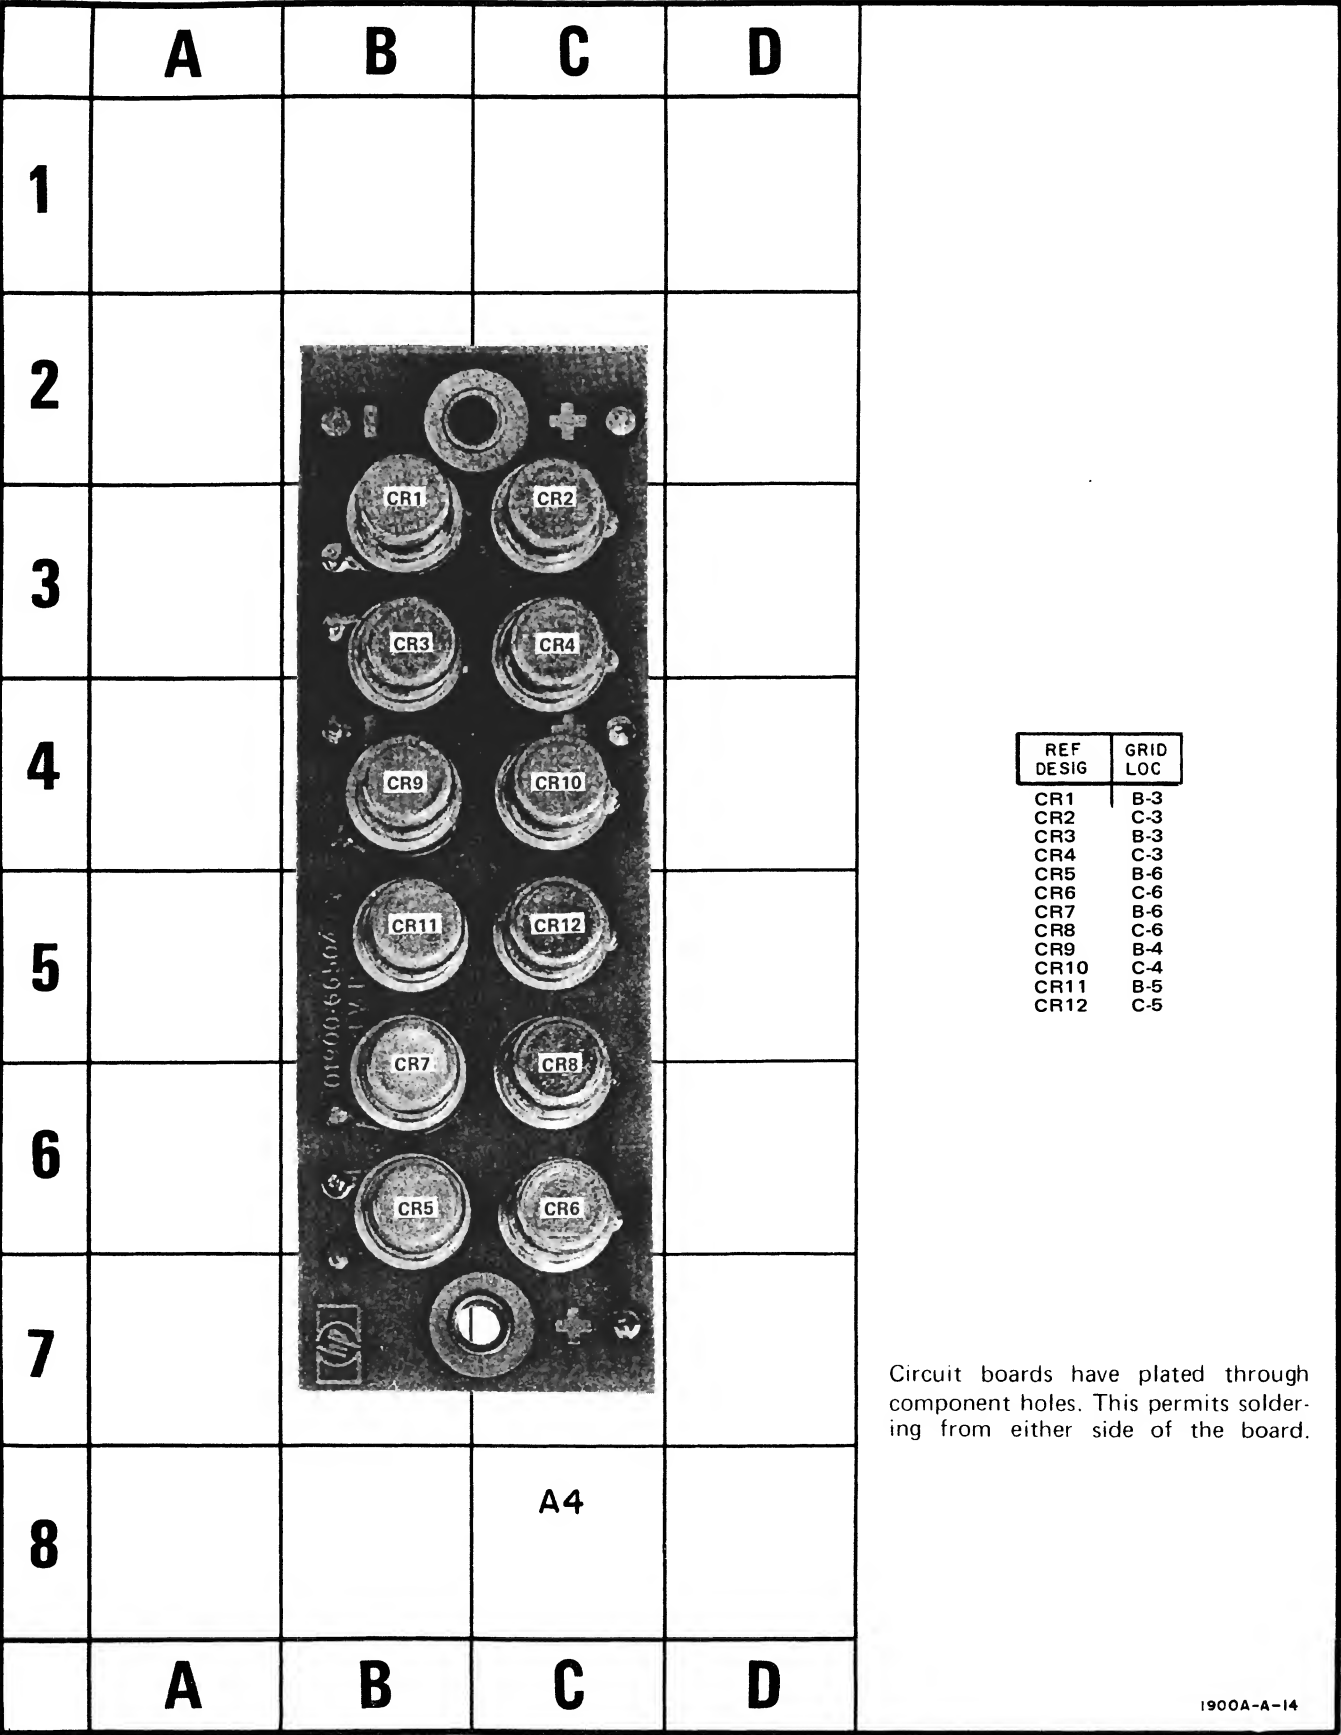 A B C D
1
2
CR1 CR2
3
CR3 CR4
4
CR9 CR10
CR11 CR12
5
CR7 CR8
6
CR5 CR6
hp
7
A4
8
A B C D
REF DESIG GRID LOC
CR1 B-3
CR2 C-3
CR3 B-3
CR4 C-3
CR5 B-6
CR6 C-6
CR7 B-6
CR8 C-6
CR9 B-4
CR10 C-4
CR11 B-5
CR12 C-5
Circuit boards have plated through
component holes. This permits solder-
ing from either side of the board.
1900A-A-14